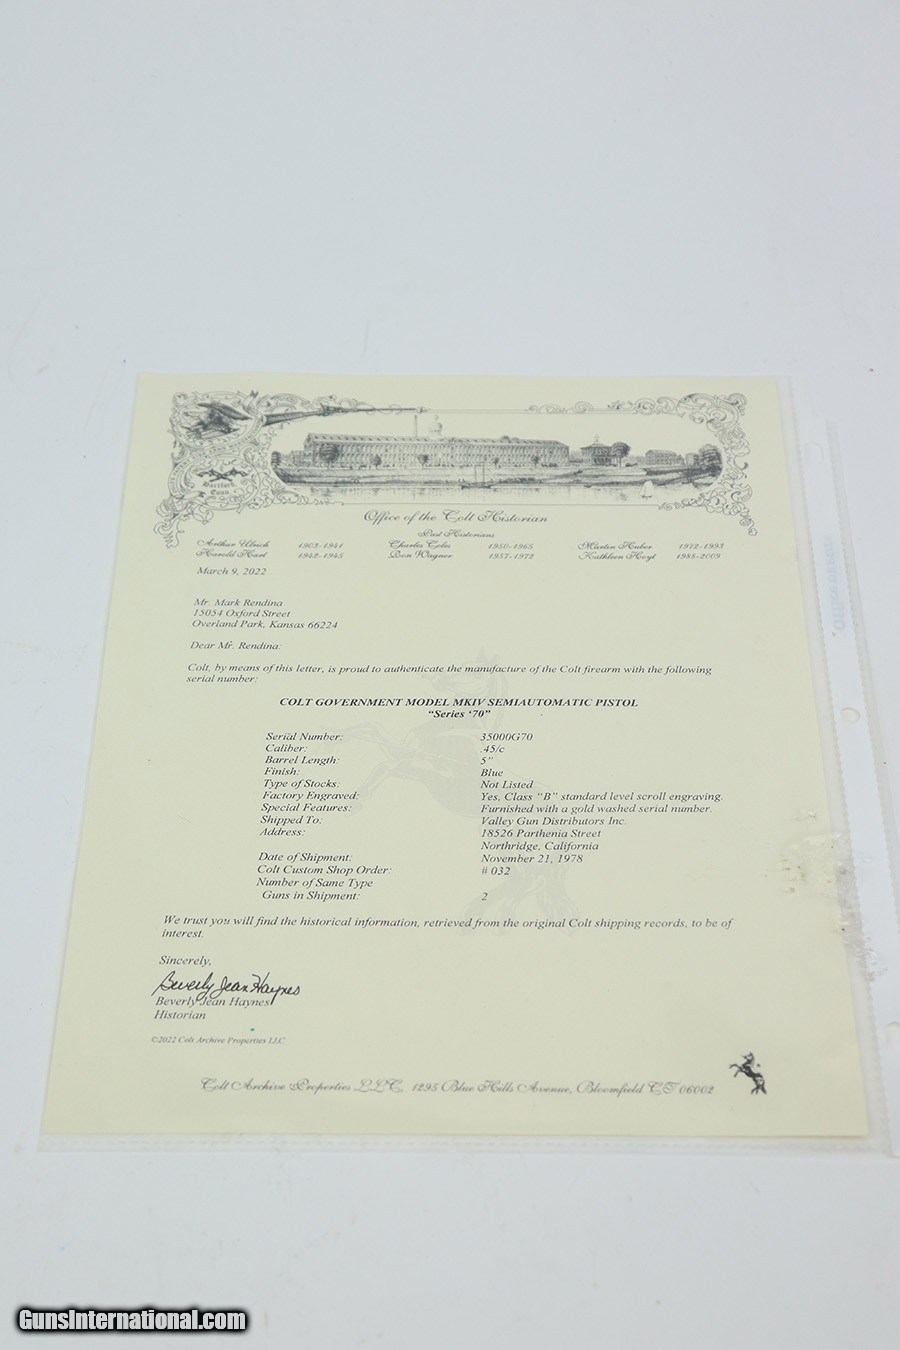 Hartford
Conn.
Office of the Colt Historian
Past Historians
Arthur Ulrich 1903-1941 Charles Coles 1950-1965 Martin Huber 1972-1993
Harold Hart 1942-1945 Ron Wagner 1957-1972 Kathleen Hoyt 1988-2009
March 9, 2022
Mr. Mark Rendina
15054 Oxford Street
Overland Park, Kansas 66224
Dear Mr. Rendina:
Colt, by means of this letter, is proud to authenticate the manufacture of the Colt firearm with the following
serial number:
COLT GOVERNMENT MODEL MKIV SEMIAUTOMATIC PISTOL
“Series ‘70”
Serial Number: 35000G70
Caliber: .45/c
Barrel Length: 5”
Finish: Blue
Type of Stocks: Not Listed
Factory Engraved: Yes, Class “B” standard level scroll engraving.
Special Features: Furnished with a gold washed serial number.
Shipped To: Valley Gun Distributors Inc.
Address: 18526 Parthenia Street
Northridge, California
Date of Shipment: November 21, 1978
Colt Custom Shop Order: # 032
Number of Same Type
Guns in Shipment: 2
We trust you will find the historical information, retrieved from the original Colt shipping records, to be of
interest.
Sincerely,
Beverly Jean Haynes
Beverly Jean Haynes
Historian
©2022 Colt Archive Properties LLC
Colt Archive Properties LLC, 1295 Blue Hills Avenue, Bloomfield CT 06002
GunsInternational.com